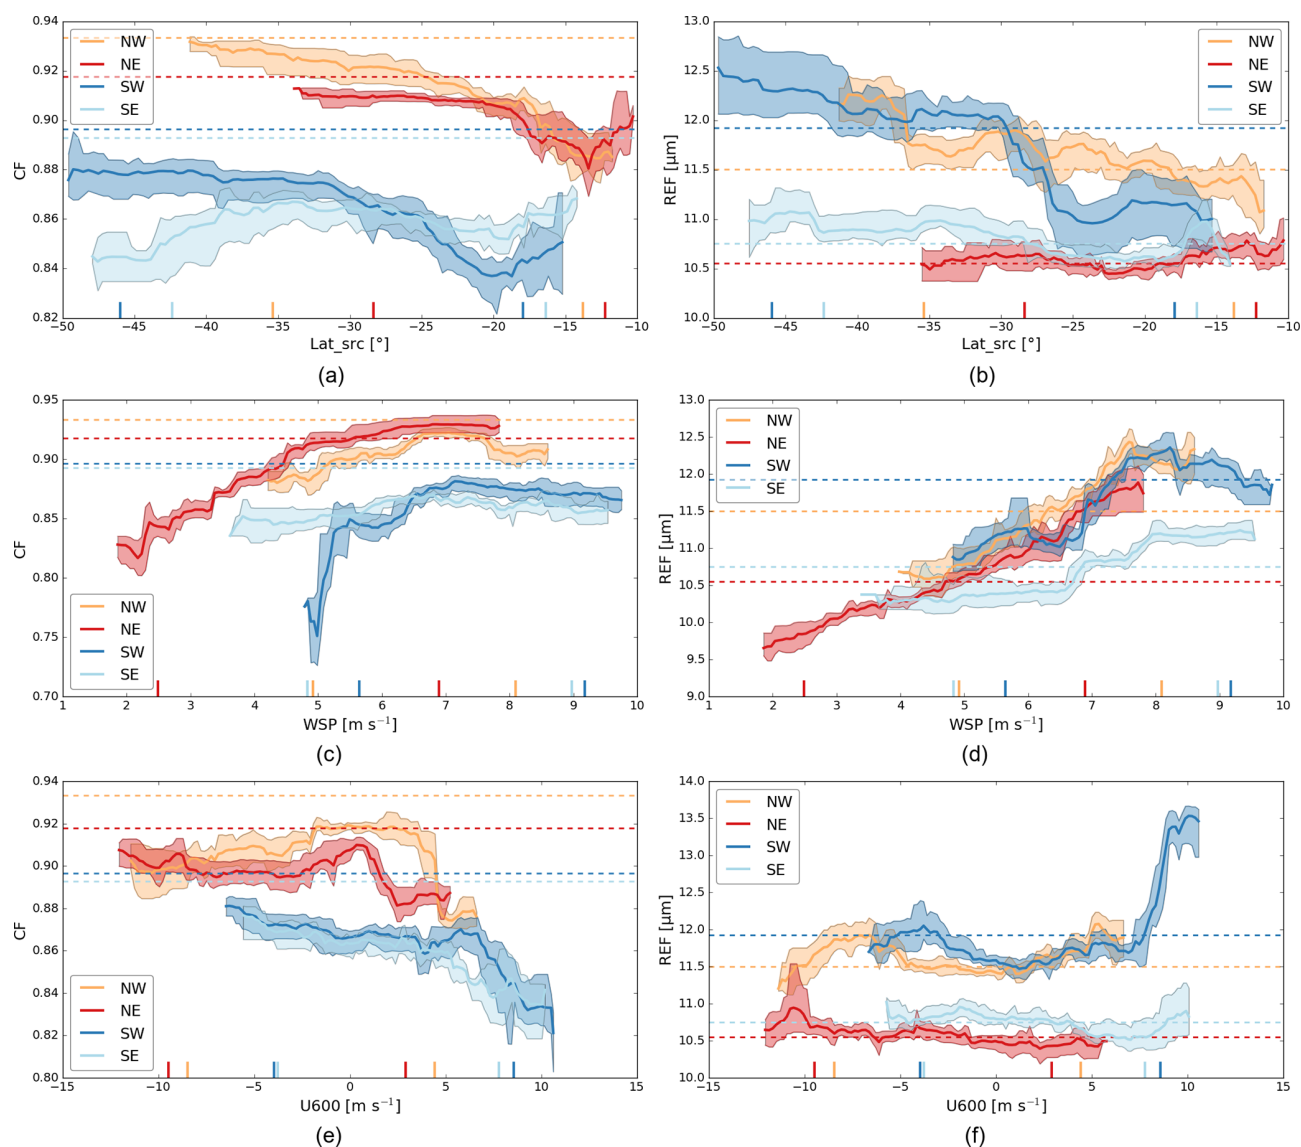 0.94
0.92
0.90
0.88
0.86
0.84
0.82
CF
NW
NE
SW
SE
−50 −45 −40 −35 −30 −25 −20 −15 −10
Lat_src [°]
(a)
13.0
12.5
12.0
11.5
11.0
10.5
10.0
REF [μm]
NW
NE
SW
SE
−50 −45 −40 −35 −30 −25 −20 −15 −10
Lat_src [°]
(b)
0.95
0.90
0.85
0.80
0.75
0.70
CF
NW
NE
SW
SE
1 2 3 4 5 6 7 8 9 10
WSP [m s⁻¹]
(c)
13.0
12.5
12.0
11.5
11.0
10.5
10.0
9.5
9.0
REF [μm]
NW
NE
SW
SE
1 2 3 4 5 6 7 8 9 10
WSP [m s⁻¹]
(d)
0.94
0.92
0.90
0.88
0.86
0.84
0.82
0.80
CF
NW
NE
SW
SE
−15 −10 −5 0 5 10 15
U600 [m s⁻¹]
(e)
14.0
13.5
13.0
12.5
12.0
11.5
11.0
10.5
10.0
REF [μm]
NW
NE
SW
SE
−15 −10 −5 0 5 10 15
U600 [m s⁻¹]
(f)